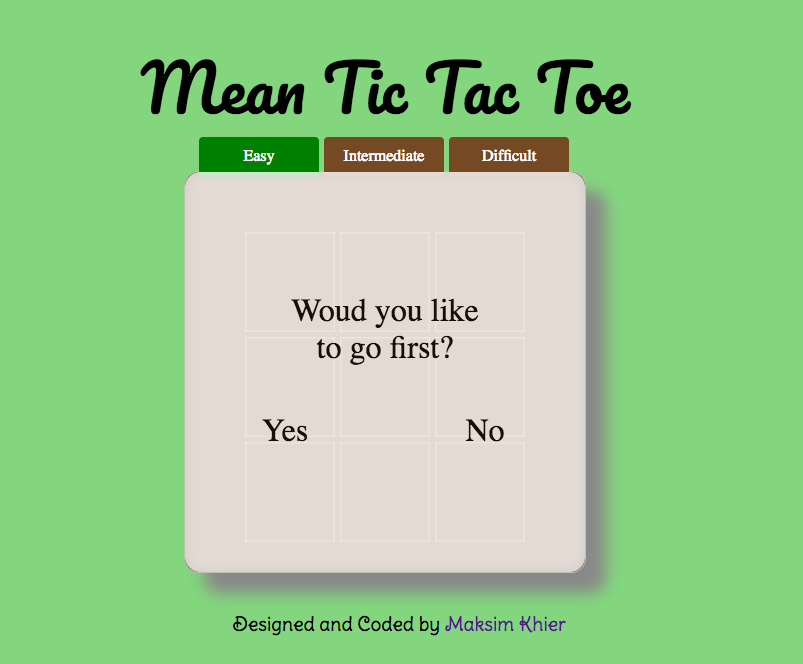 Mean Tic Tac Toe
Easy Intermediate Difficult
Woud you like
to go first?
Yes No
Designed and Coded by Maksim Khier